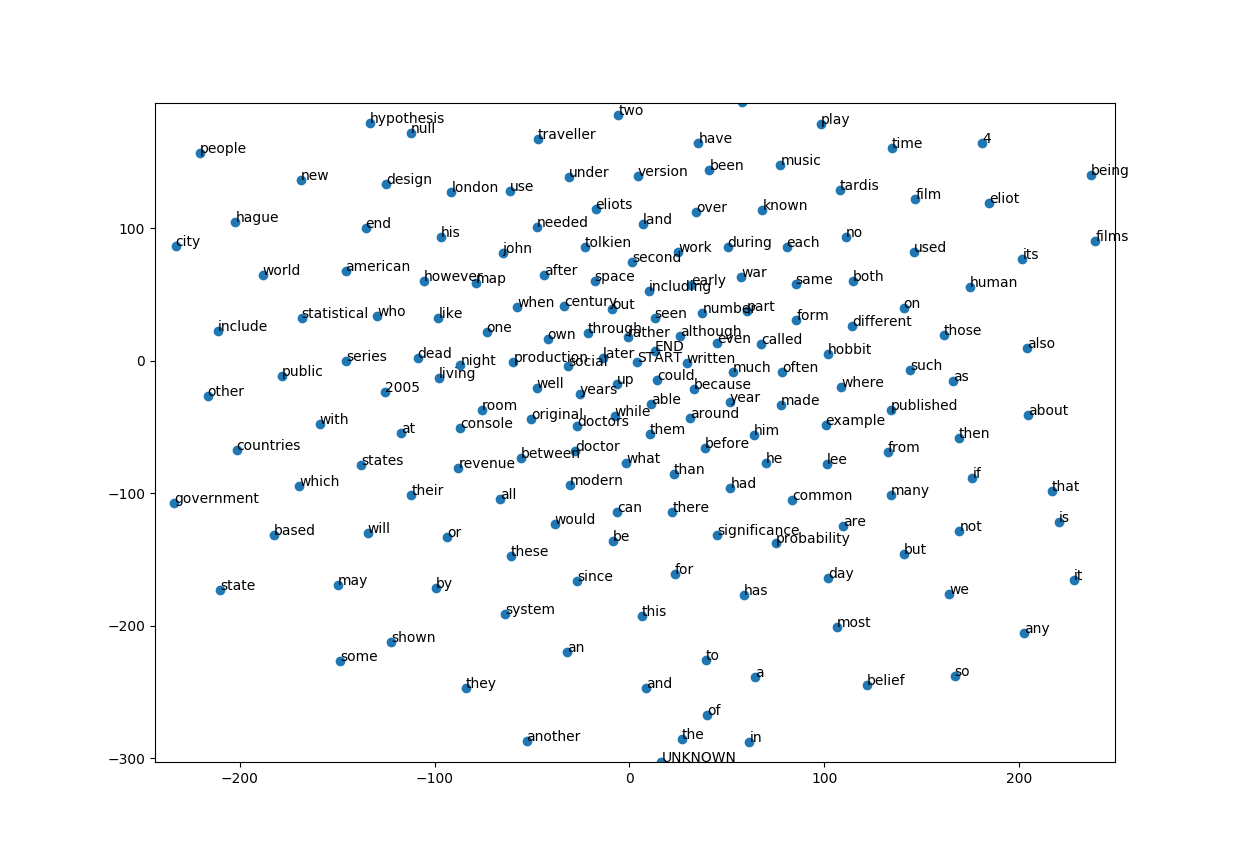 two
hypothesis
play
null
traveller
have
time
4
people
music
been
being
new
under
version
design
london
use
tardis
film
eliot
eliots
over
known
hague
land
needed
100
end
his
no
films
city
tolkien
during
each
john
work
used
its
second
world
american
after
however
map
space
early
war
same
both
human
including
when
century
out
number
part
on
statistical
who
like
seen
form
different
include
one
own
through
father
although
even
called
those
END
hobbit
also
0
series
dead
night
production
social
later
START
written
public
living
could
much
often
such
as
2005
well
years
up
because
where
other
room
able
year
made
published
with
original
while
around
about
at
console
doctors
them
him
example
then
countries
between
doctor
before
from
states
revenue
what
he
lee
than
which
modern
if
−100
government
their
all
had
common
many
that
can
there
would
are
is
based
will
or
be
significance
probability
not
these
but
state
may
by
since
for
has
day
we
it
system
this
−200
shown
most
any
some
an
to
they
and
a
belief
so
of
another
the
in
−300
UNKNOWN
−200
−100
0
100
200